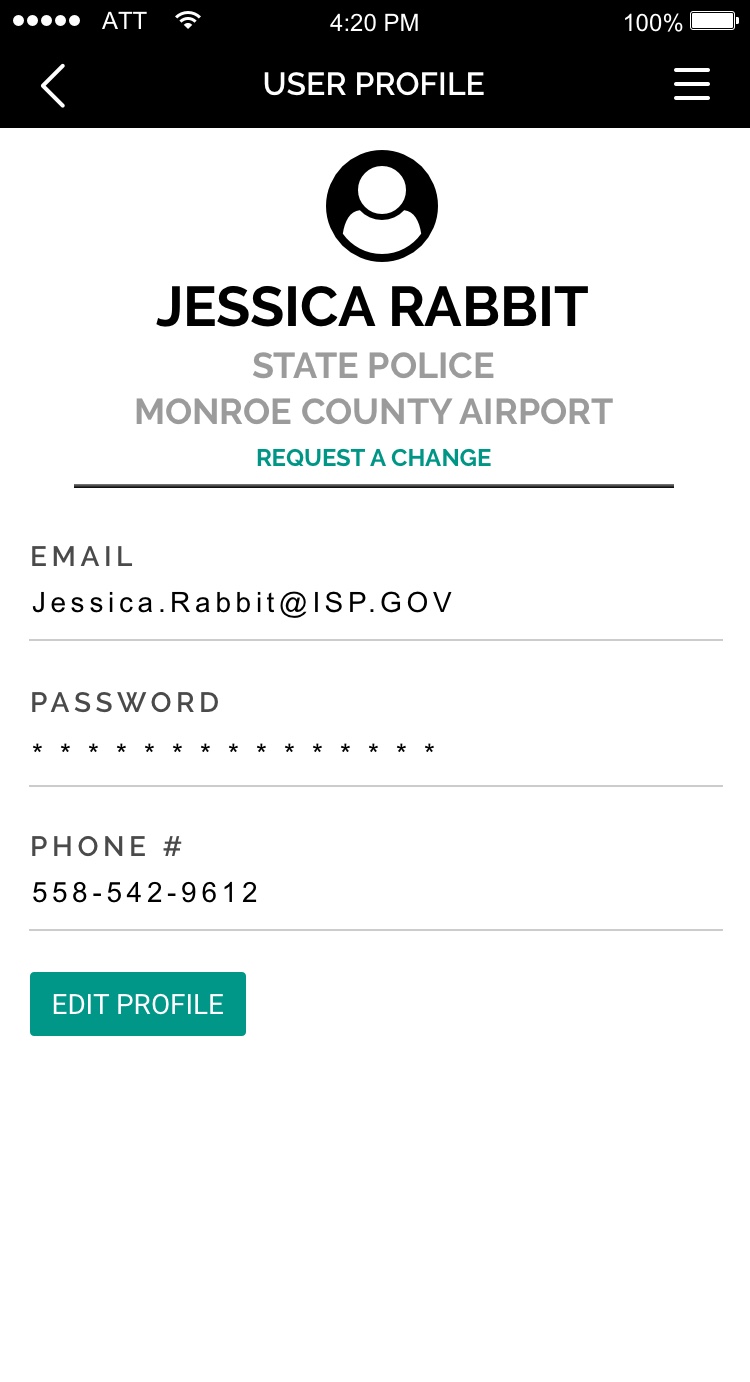 ATT 4:20 PM 100%
USER PROFILE
JESSICA RABBIT
STATE POLICE
MONROE COUNTY AIRPORT
REQUEST A CHANGE
EMAIL
Jessica.Rabbit@ISP.GOV
PASSWORD
* * * * * * * * * * * * * * *
PHONE #
558-542-9612
EDIT PROFILE